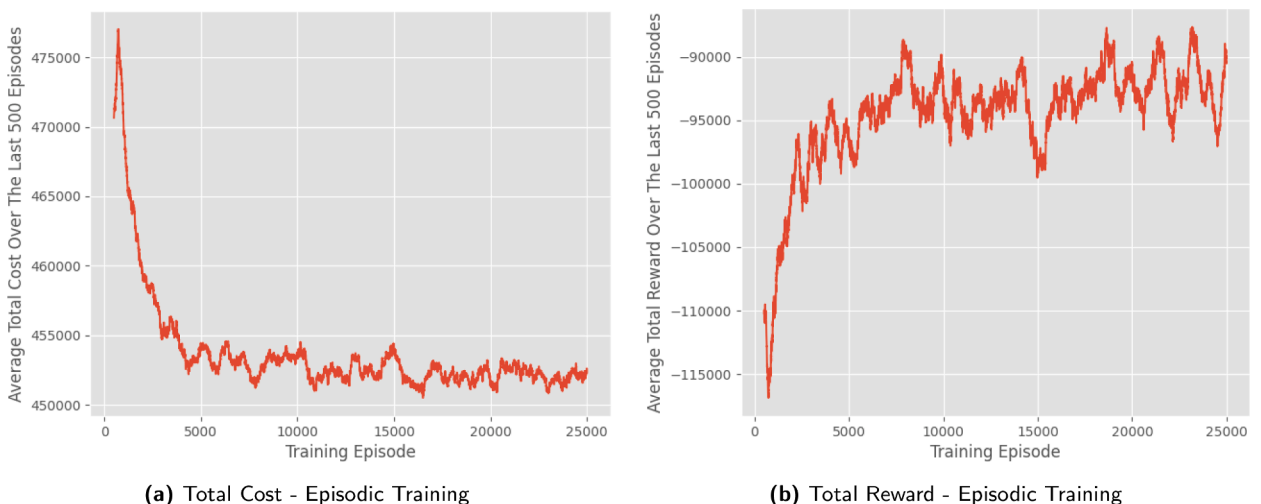 Average Total Cost Over The Last 500 Episodes
475000
470000
465000
460000
455000
450000
0 5000 10000 15000 20000 25000
Training Episode
(a) Total Cost - Episodic Training
Average Total Reward Over The Last 500 Episodes
−90000
−95000
−100000
−105000
−110000
−115000
0 5000 10000 15000 20000 25000
Training Episode
(b) Total Reward - Episodic Training